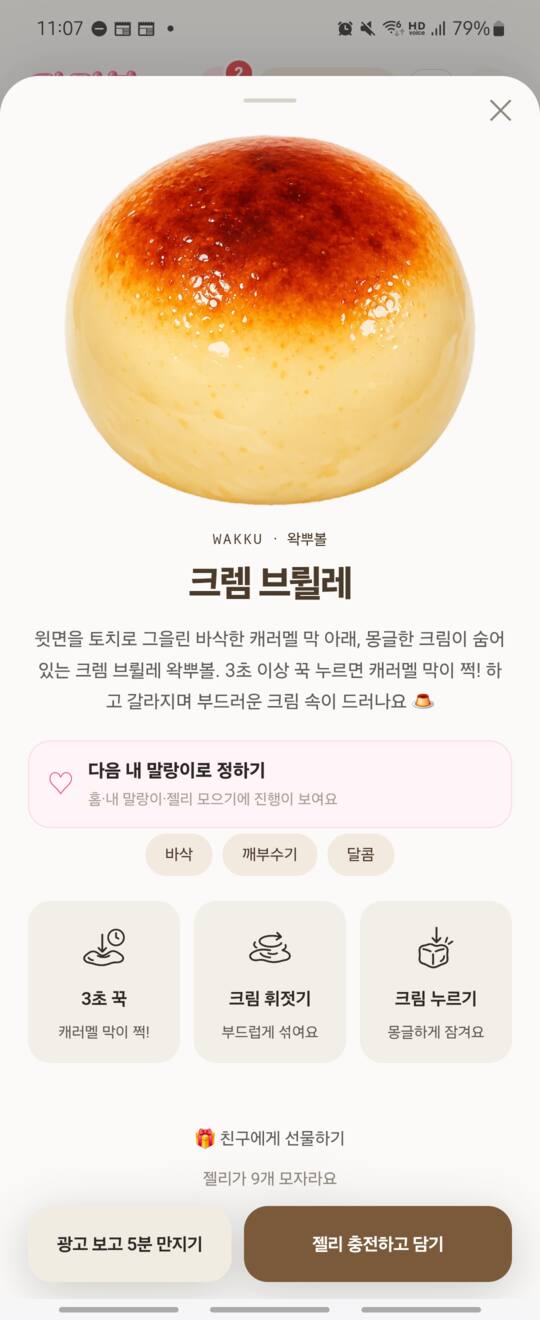 11:07
HD voice
79%
2
WAKKU · 왁뿌볼
크렘 브륄레
윗면을 토치로 그을린 바삭한 캐러멜 막 아래, 몽글한 크림이 숨어
있는 크렘 브륄레 왁뿌볼. 3초 이상 꾹 누르면 캐러멜 막이 쩍! 하
고 갈라지며 부드러운 크림 속이 드러나요 🍮
다음 내 말랑이로 정하기
홈·내 말랑이·젤리 모으기에 진행이 보여요
바삭 깨부수기 달콤
3초 꾹 크림 휘젓기 크림 누르기
캐러멜 막이 쩍! 부드럽게 섞여요 몽글하게 잠겨요
🎁 친구에게 선물하기
젤리가 9개 모자라요
광고 보고 5분 만지기 젤리 충전하고 담기